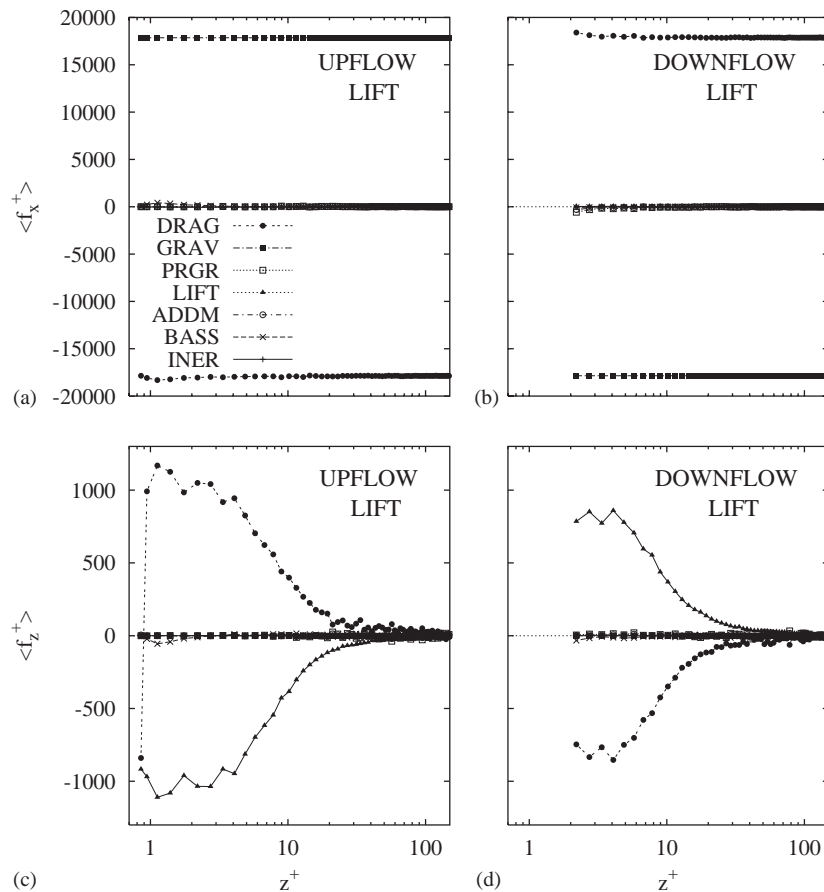 20000
15000
10000
5000
0
-5000
-10000
-15000
-20000
<f_x^+>
UPFLOW
LIFT
DRAG
GRAV
PRGR
LIFT
ADDM
BASS
INER
(a)
DOWNFLOW
LIFT
(b)
1000
500
0
-500
-1000
<f_z^+>
UPFLOW
LIFT
1 10 100
z^+
(c)
DOWNFLOW
LIFT
1 10 100
z^+
(d)